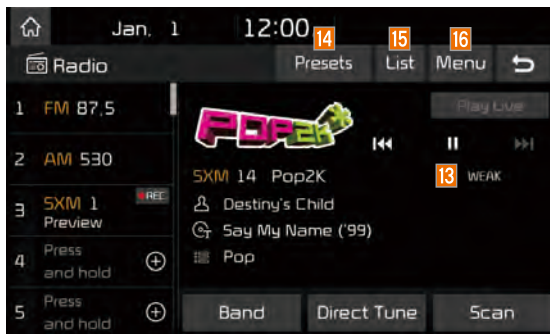 Jan. 1 12:00
14 15 16
Radio Presets List Menu
1 FM 87.5
2 AM 530
3 SXM 1 REC
Preview
4 Press and hold
5 Press and hold
POP2K
Play Live
13 WEAK
SXM 14 Pop2K
Destiny's Child
Say My Name ('99)
Pop
Band Direct Tune Scan